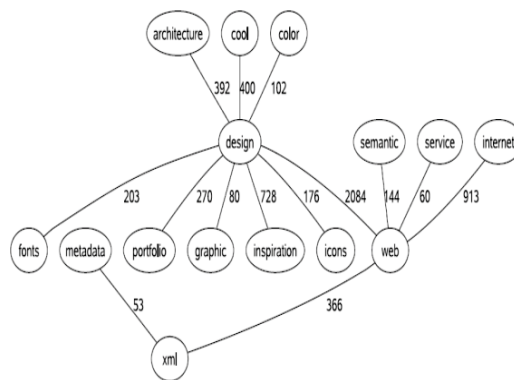 architecture cool color
392 400 102
design semantic service internet
203 270 80 728 176 2084 144 60 913
fonts metadata portfolio graphic inspiration icons web
53 366
xml